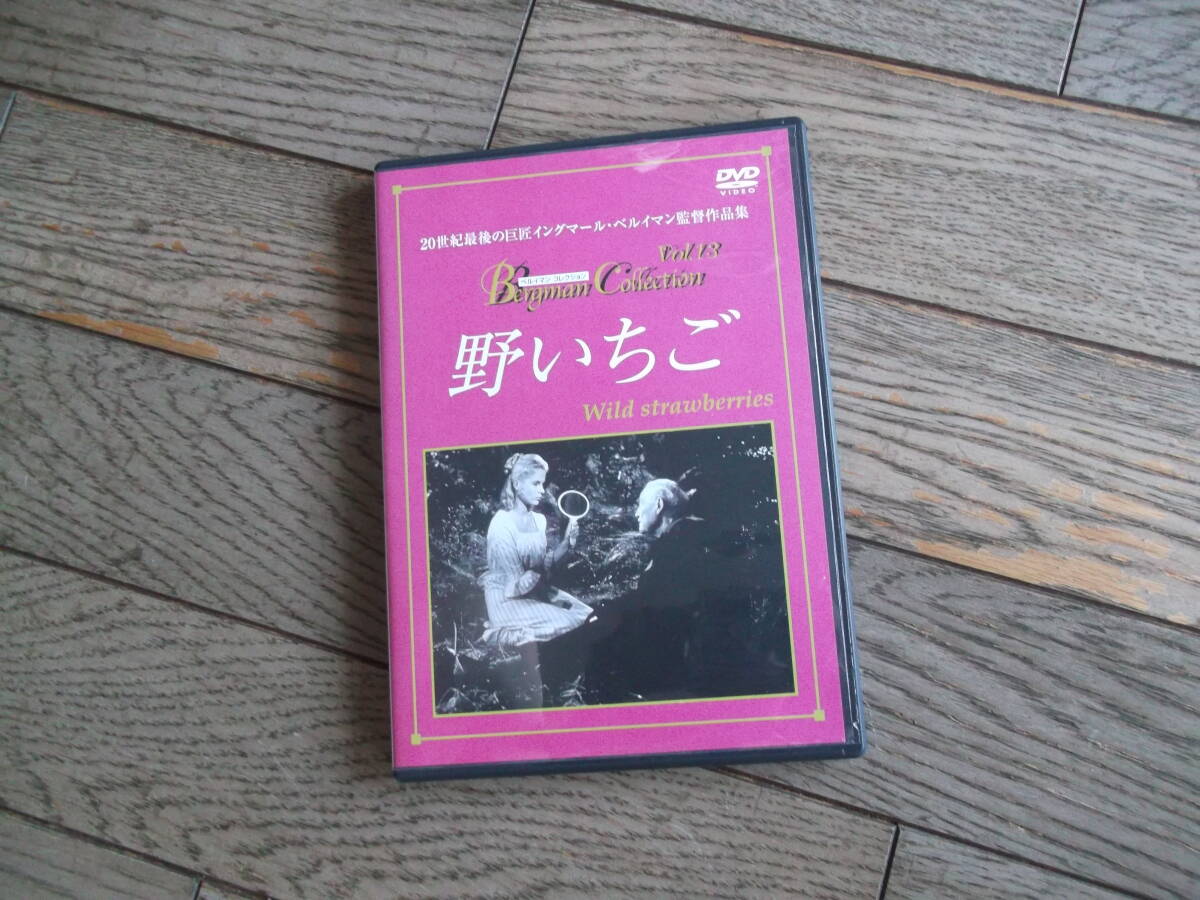 DVD
VIDEO
20世紀最後の巨匠イングマール・ベルイマン監督作品集
Vol.13
ベルイマン コレクション
Bergman Collection
野いちご
Wild strawberries